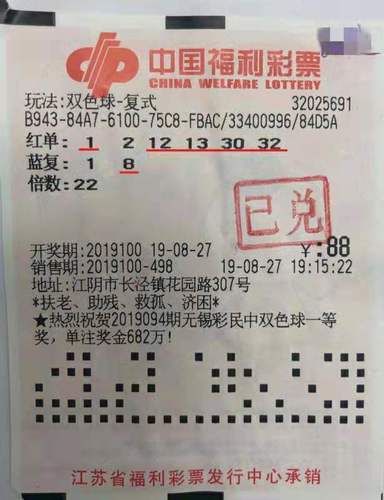 中国福利彩票
CHINA WELFARE LOTTERY
玩法:双色球-复式 32025691
B943-84A7-6100-75C8-FBAC/33400996/84D5A
红单: 1 2 12 13 30 32
蓝复: 1 8
倍数:22
已兑
开奖期:2019100 19-08-27 ¥:88
销售期:2019100-498 19-08-27 19:15:22
地址:江阴市长泾镇花园路307号
*扶老、助残、救孤、济困*
★热烈祝贺2019094期无锡彩民中双色球一等
奖,单注奖金682万!
江苏省福利彩票发行中心承销